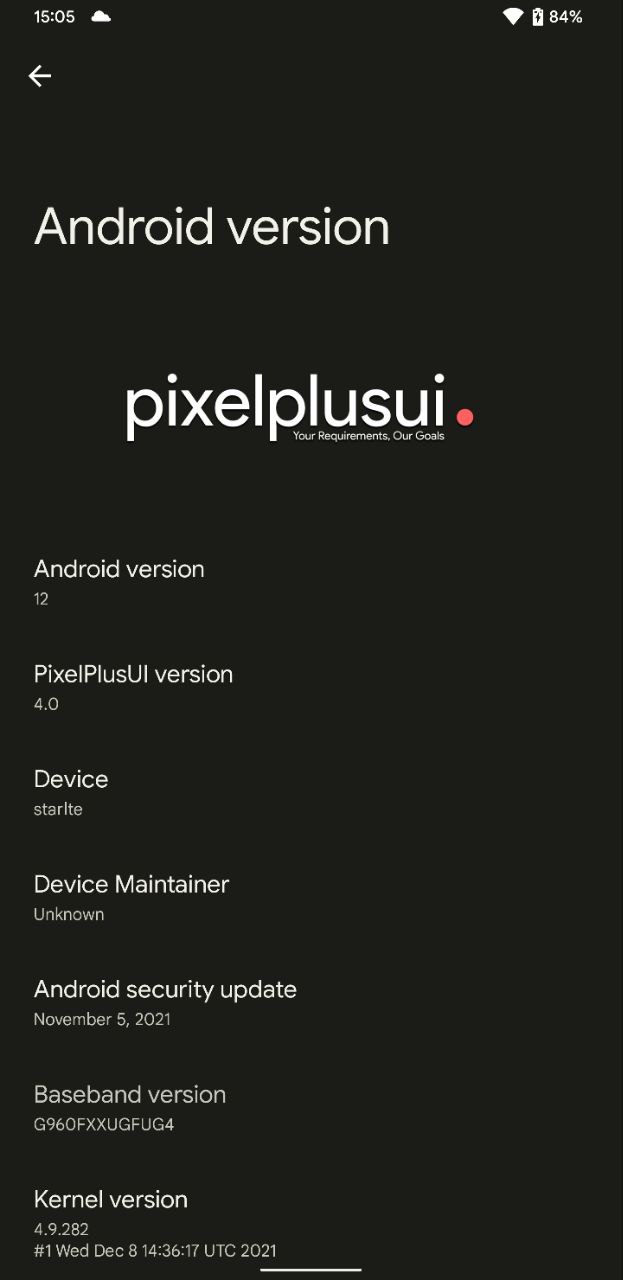 15:05 84%
Android version
pixelplusui.
Your Requirements, Our Goals
Android version
12
PixelPlusUI version
4.0
Device
starlte
Device Maintainer
Unknown
Android security update
November 5, 2021
Baseband version
G960FXXUGFUG4
Kernel version
4.9.282
#1 Wed Dec 8 14:36:17 UTC 2021